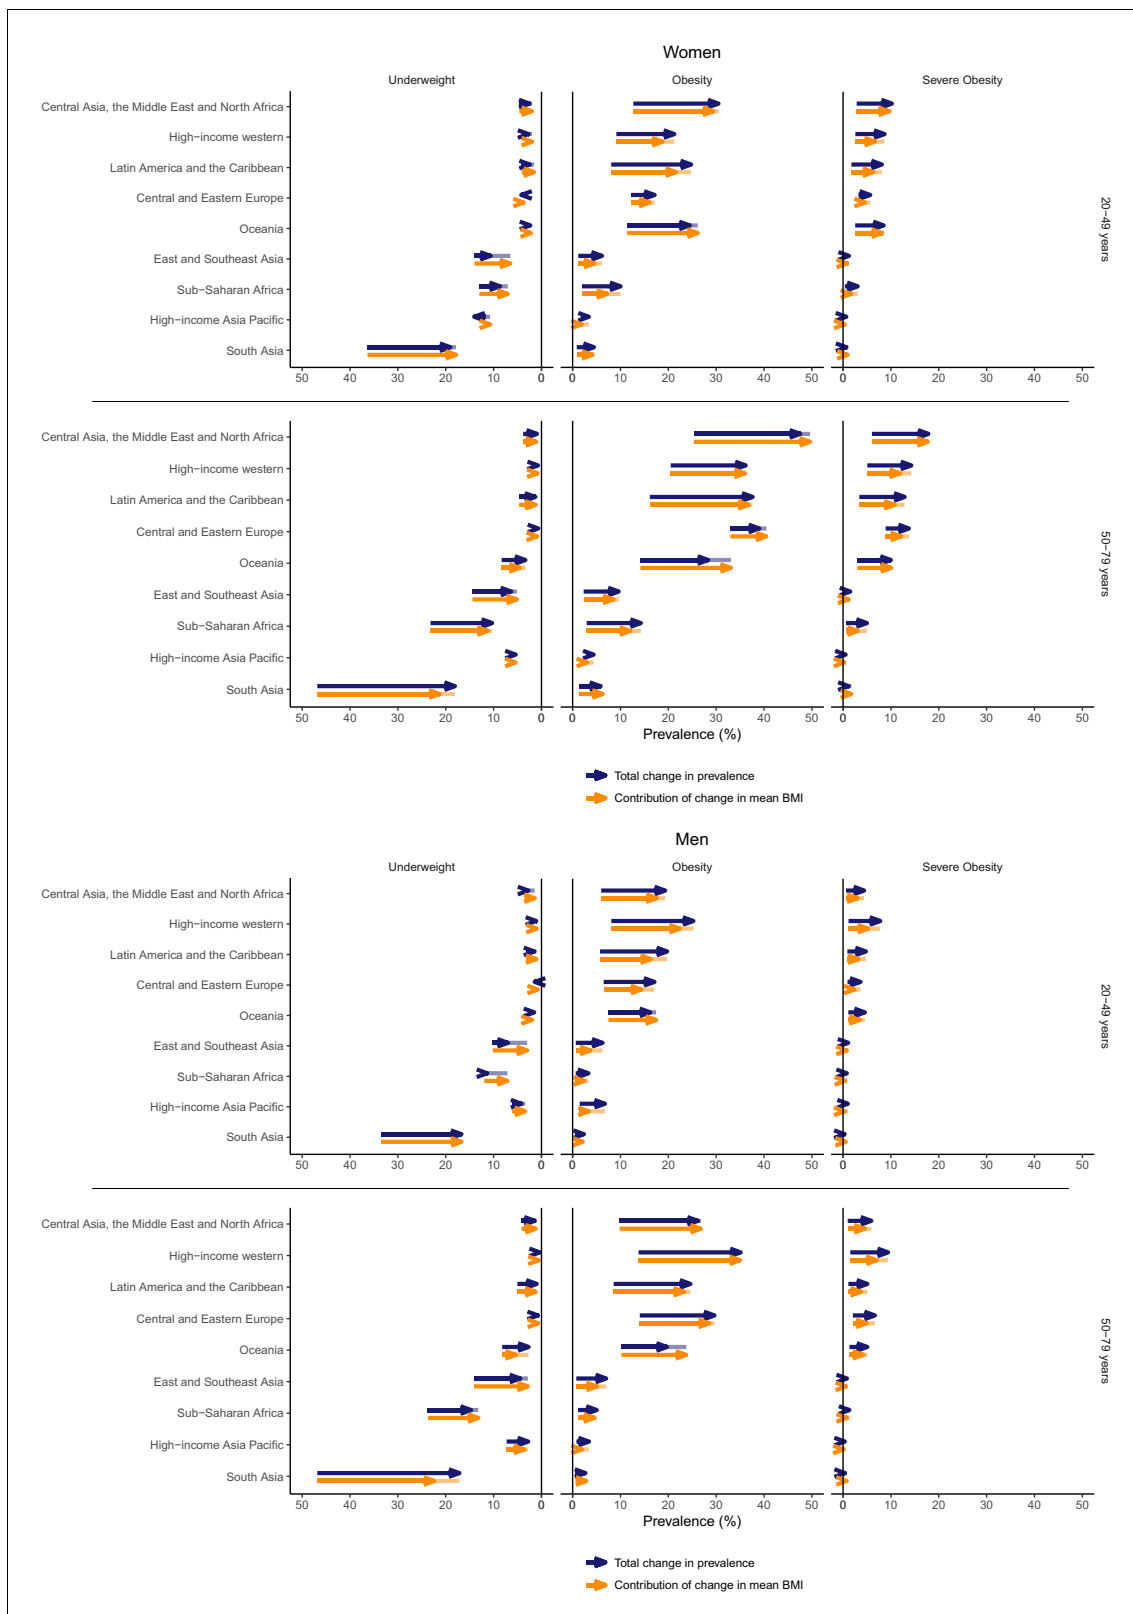 Women
Underweight Obesity Severe Obesity
Central Asia, the Middle East and North Africa
High−income western
Latin America and the Caribbean
Central and Eastern Europe
Oceania
East and Southeast Asia
Sub−Saharan Africa
High−income Asia Pacific
South Asia
20−49 years
50 40 30 20 10 0 0 10 20 30 40 50 0 10 20 30 40 50
Central Asia, the Middle East and North Africa
High−income western
Latin America and the Caribbean
Central and Eastern Europe
Oceania
East and Southeast Asia
Sub−Saharan Africa
High−income Asia Pacific
South Asia
50−79 years
50 40 30 20 10 0 0 10 20 30 40 50 0 10 20 30 40 50
Prevalence (%)
Total change in prevalence
Contribution of change in mean BMI
Men
Underweight Obesity Severe Obesity
Central Asia, the Middle East and North Africa
High−income western
Latin America and the Caribbean
Central and Eastern Europe
Oceania
East and Southeast Asia
Sub−Saharan Africa
High−income Asia Pacific
South Asia
20−49 years
50 40 30 20 10 0 0 10 20 30 40 50 0 10 20 30 40 50
Central Asia, the Middle East and North Africa
High−income western
Latin America and the Caribbean
Central and Eastern Europe
Oceania
East and Southeast Asia
Sub−Saharan Africa
High−income Asia Pacific
South Asia
50−79 years
50 40 30 20 10 0 0 10 20 30 40 50 0 10 20 30 40 50
Prevalence (%)
Total change in prevalence
Contribution of change in mean BMI